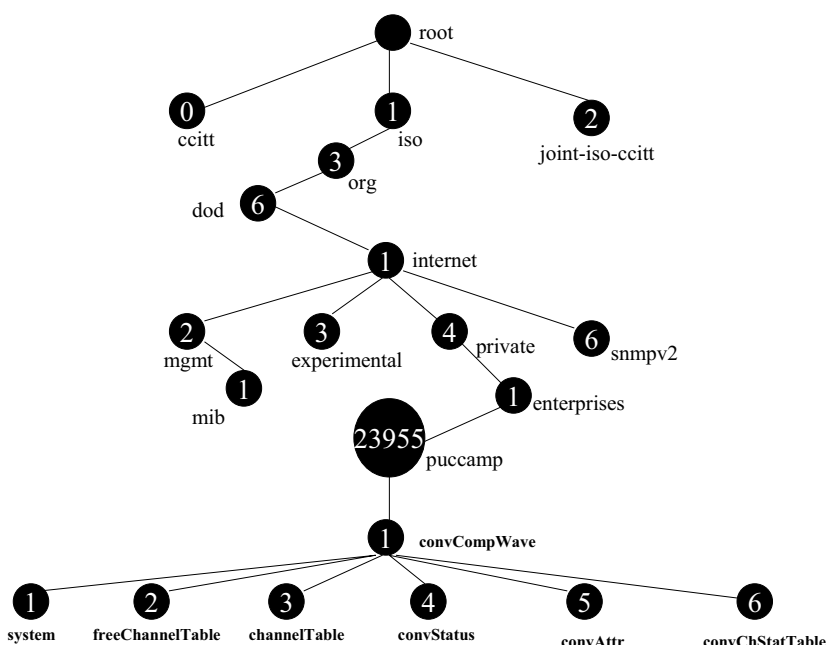 root
0
1
2
ccitt
iso
joint-iso-ccitt
3
org
6
dod
1
internet
2
3
4
6
mgmt
experimental
private
snmpv2
1
mib
1
enterprises
23955
puccamp
1
convCompWave
1
2
3
4
5
6
system
freeChannelTable
channelTable
convStatus
convAttr
convChStatTable